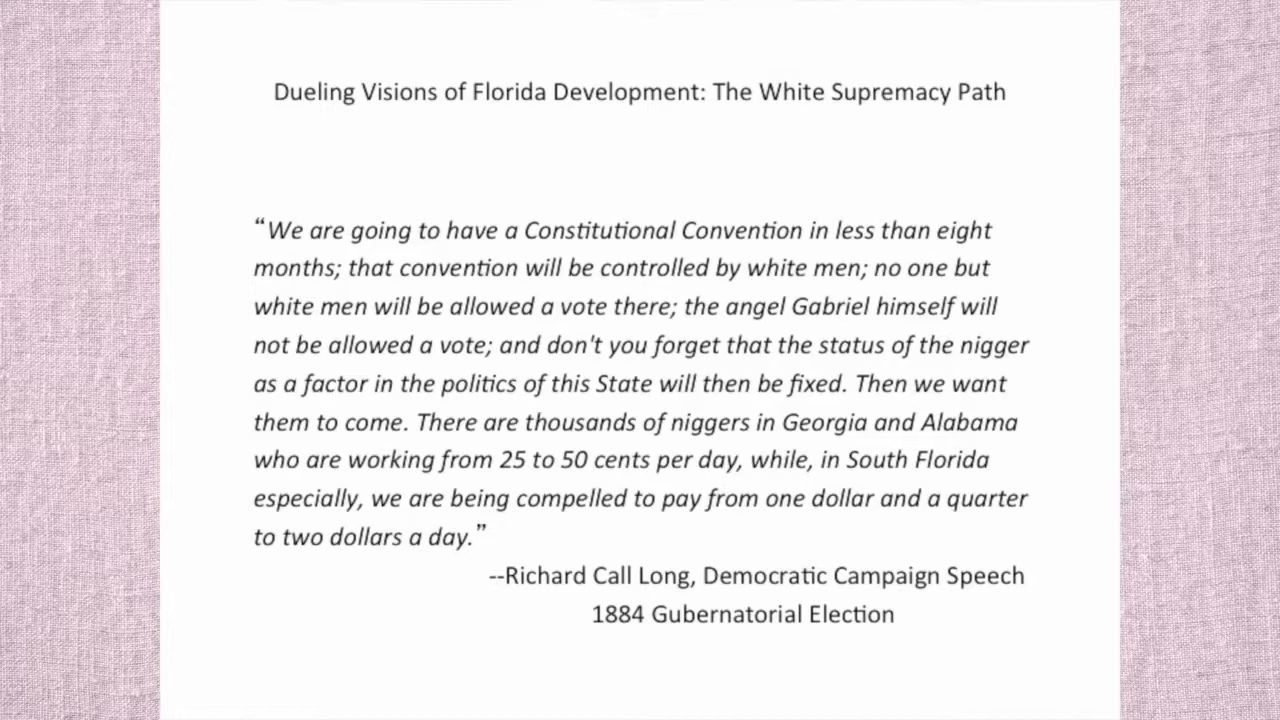 Dueling Visions of Florida Development: The White Supremacy Path
“We are going to have a Constitutional Convention in less than eight
months; that convention will be controlled by white men; no one but
white men will be allowed a vote there; the angel Gabriel himself will
not be allowed a vote; and don't you forget that the status of the nigger
as a factor in the politics of this State will then be fixed. Then we want
them to come. There are thousands of niggers in Georgia and Alabama
who are working from 25 to 50 cents per day, while, in South Florida
especially, we are being compelled to pay from one dollar and a quarter
to two dollars a day.”
--Richard Call Long, Democratic Campaign Speech
1884 Gubernatorial Election